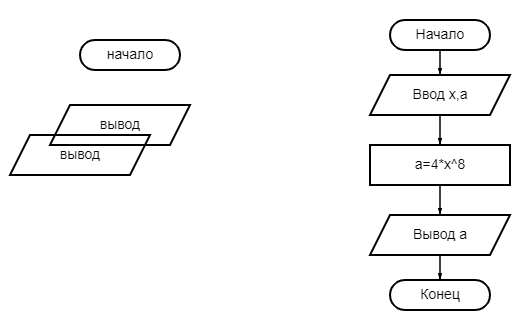 начало
вывод
вывод
Начало
Ввод x,a
a=4*x^8
Вывод a
Конец